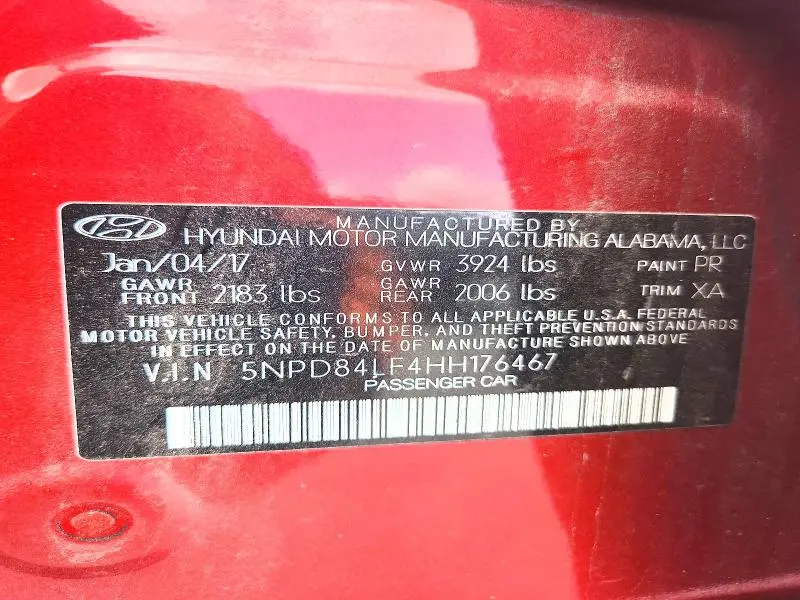 MANUFACTURED BY
HYUNDAI MOTOR MANUFACTURING ALABAMA, LLC
Jan/04/17 GVWR 3924 lbs PAINT PR
GAWR FRONT 2183 lbs GAWR REAR 2006 lbs TRIM XA
THIS VEHICLE CONFORMS TO ALL APPLICABLE U.S.A. FEDERAL
MOTOR VEHICLE SAFETY, BUMPER, AND THEFT PREVENTION STANDARDS
IN EFFECT ON THE DATE OF MANUFACTURE SHOWN ABOVE.
V.I.N 5NPD84LF4HH176467
PASSENGER CAR